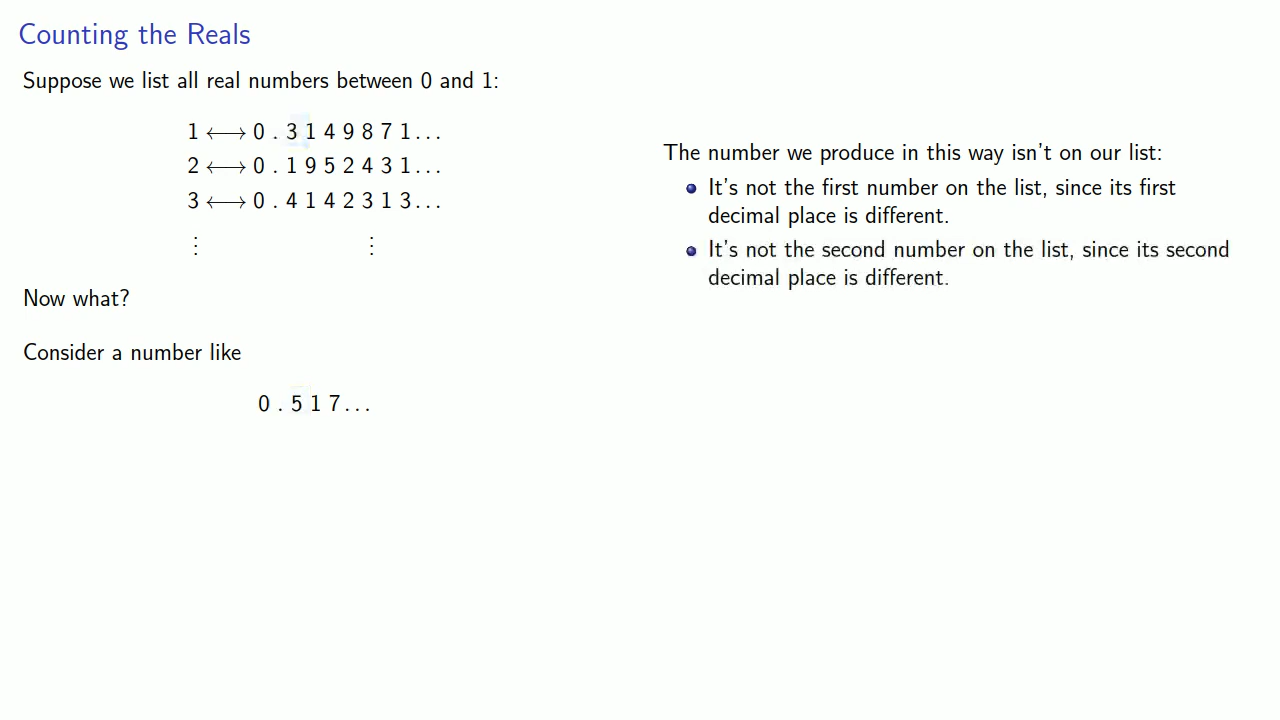 Counting the Reals
Suppose we list all real numbers between 0 and 1:
1 ⟷ 0 . 3 1 4 9 8 7 1 . . .
2 ⟷ 0 . 1 9 5 2 4 3 1 . . .
3 ⟷ 0 . 4 1 4 2 3 1 3 . . .
⋮ ⋮
Now what?
Consider a number like
0 . 5 1 7 . . .
The number we produce in this way isn't on our list:
It's not the first number on the list, since its first
decimal place is different.
It's not the second number on the list, since its second
decimal place is different.